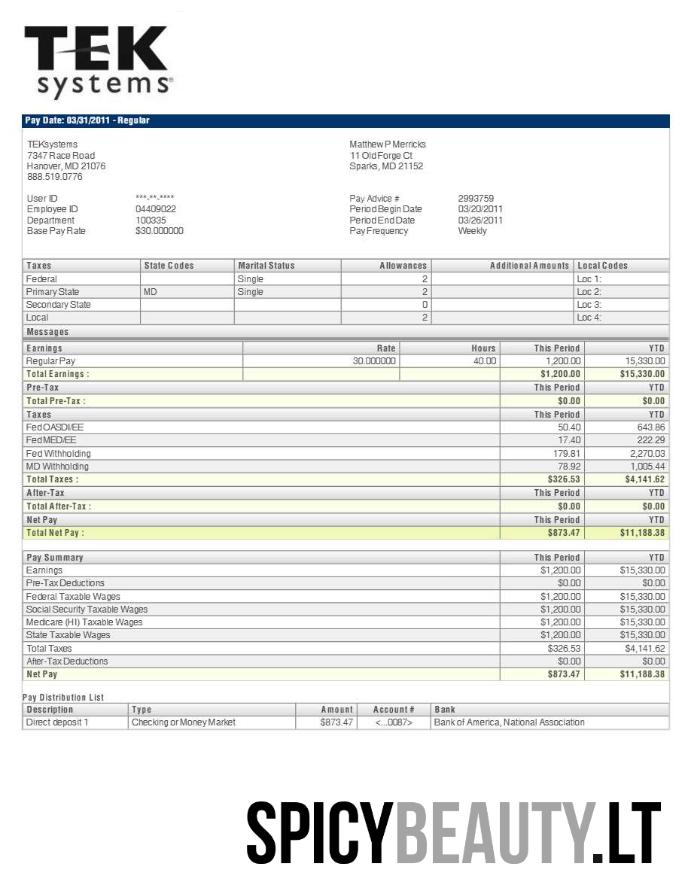 TEK
systems
Pay Date: 03/31/2011 - Regular
TEKsystems
7347 Race Road
Hanover, MD 21076
888.519.0776
Matthew P Merricks
11 Old Forge Ct
Sparks, MD 21152
User ID ***-**-****
Employee ID 04409022
Department 100335
Base Pay Rate $30.000000
Pay Advice # 2993759
Period Begin Date 03/20/2011
Period End Date 03/26/2011
Pay Frequency Weekly
Taxes State Codes Marital Status Allowances Additional Amounts Local Codes
Federal Single 2 Loc 1:
Primary State MD Single 2 Loc 2:
Secondary State 0 Loc 3:
Local 2 Loc 4:
Messages
Earnings Rate Hours This Period YTD
Regular Pay 30.000000 40.00 1,200.00 15,330.00
Total Earnings : $1,200.00 $15,330.00
Pre-Tax This Period YTD
Total Pre-Tax : $0.00 $0.00
Taxes This Period YTD
Fed OASDI/EE 50.40 643.86
Fed MED/EE 17.40 222.29
Fed Withholding 179.81 2,270.03
MD Withholding 78.92 1,005.44
Total Taxes : $326.53 $4,141.62
After-Tax This Period YTD
Total After-Tax : $0.00 $0.00
Net Pay This Period YTD
Total Net Pay : $873.47 $11,188.38
Pay Summary This Period YTD
Earnings $1,200.00 $15,330.00
Pre-Tax Deductions $0.00 $0.00
Federal Taxable Wages $1,200.00 $15,330.00
Social Security Taxable Wages $1,200.00 $15,330.00
Medicare (HI) Taxable Wages $1,200.00 $15,330.00
State Taxable Wages $1,200.00 $15,330.00
Total Taxes $326.53 $4,141.62
After-Tax Deductions $0.00 $0.00
Net Pay $873.47 $11,188.38
Pay Distribution List
Description Type Amount Account # Bank
Direct deposit 1 Checking or Money Market $873.47 <...0087> Bank of America, National Association
SPICYBEAUTY.LT